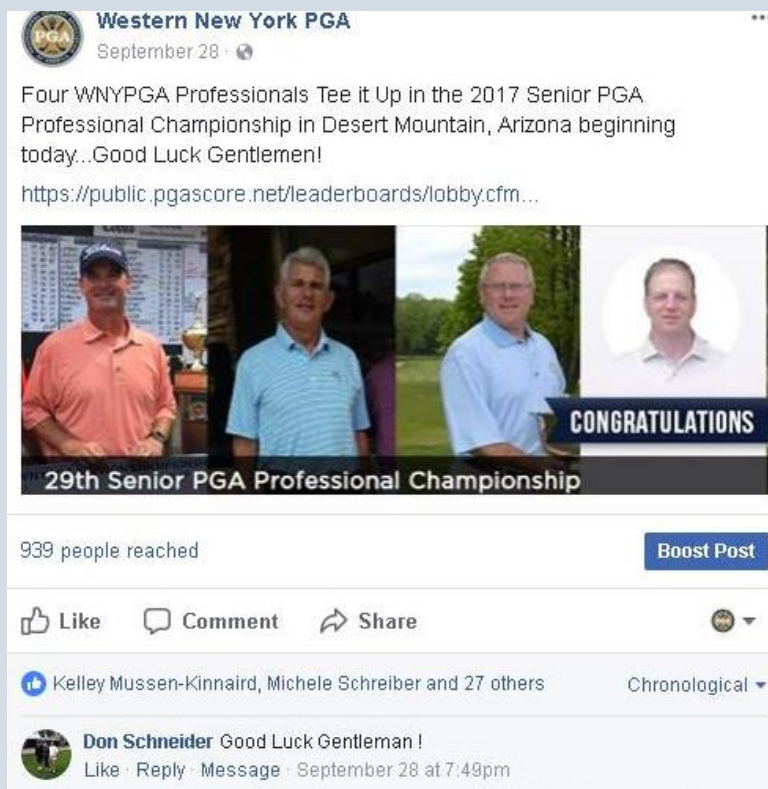 PGA
Western New York PGA
September 28
Four WNYPGA Professionals Tee it Up in the 2017 Senior PGA
Professional Championship in Desert Mountain, Arizona beginning
today...Good Luck Gentlemen!
https://public.pgascore.net/leaderboards/lobby.cfm...
Titleist
CONGRATULATIONS
29th Senior PGA Professional Championship
939 people reached
Boost Post
Like Comment Share
Kelley Mussen-Kinnaird, Michele Schreiber and 27 others
Chronological
Don Schneider Good Luck Gentleman !
Like · Reply · Message · September 28 at 7:49pm